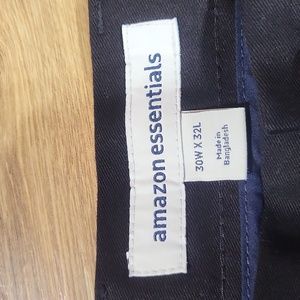 amazon essentials
30W X 32L
Made in
Bangladesh